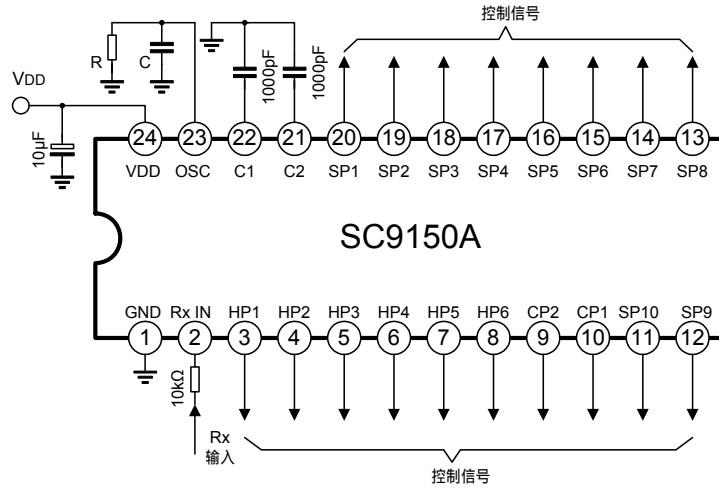 控制信号
R
C
1000pF
1000pF
VDD
10μF
24 23 22 21 20 19 18 17 16 15 14 13
VDD OSC C1 C2 SP1 SP2 SP3 SP4 SP5 SP6 SP7 SP8
SC9150A
GND Rx IN HP1 HP2 HP3 HP4 HP5 HP6 CP2 CP1 SP10 SP9
1 2 3 4 5 6 7 8 9 10 11 12
10kΩ
Rx
输入
控制信号